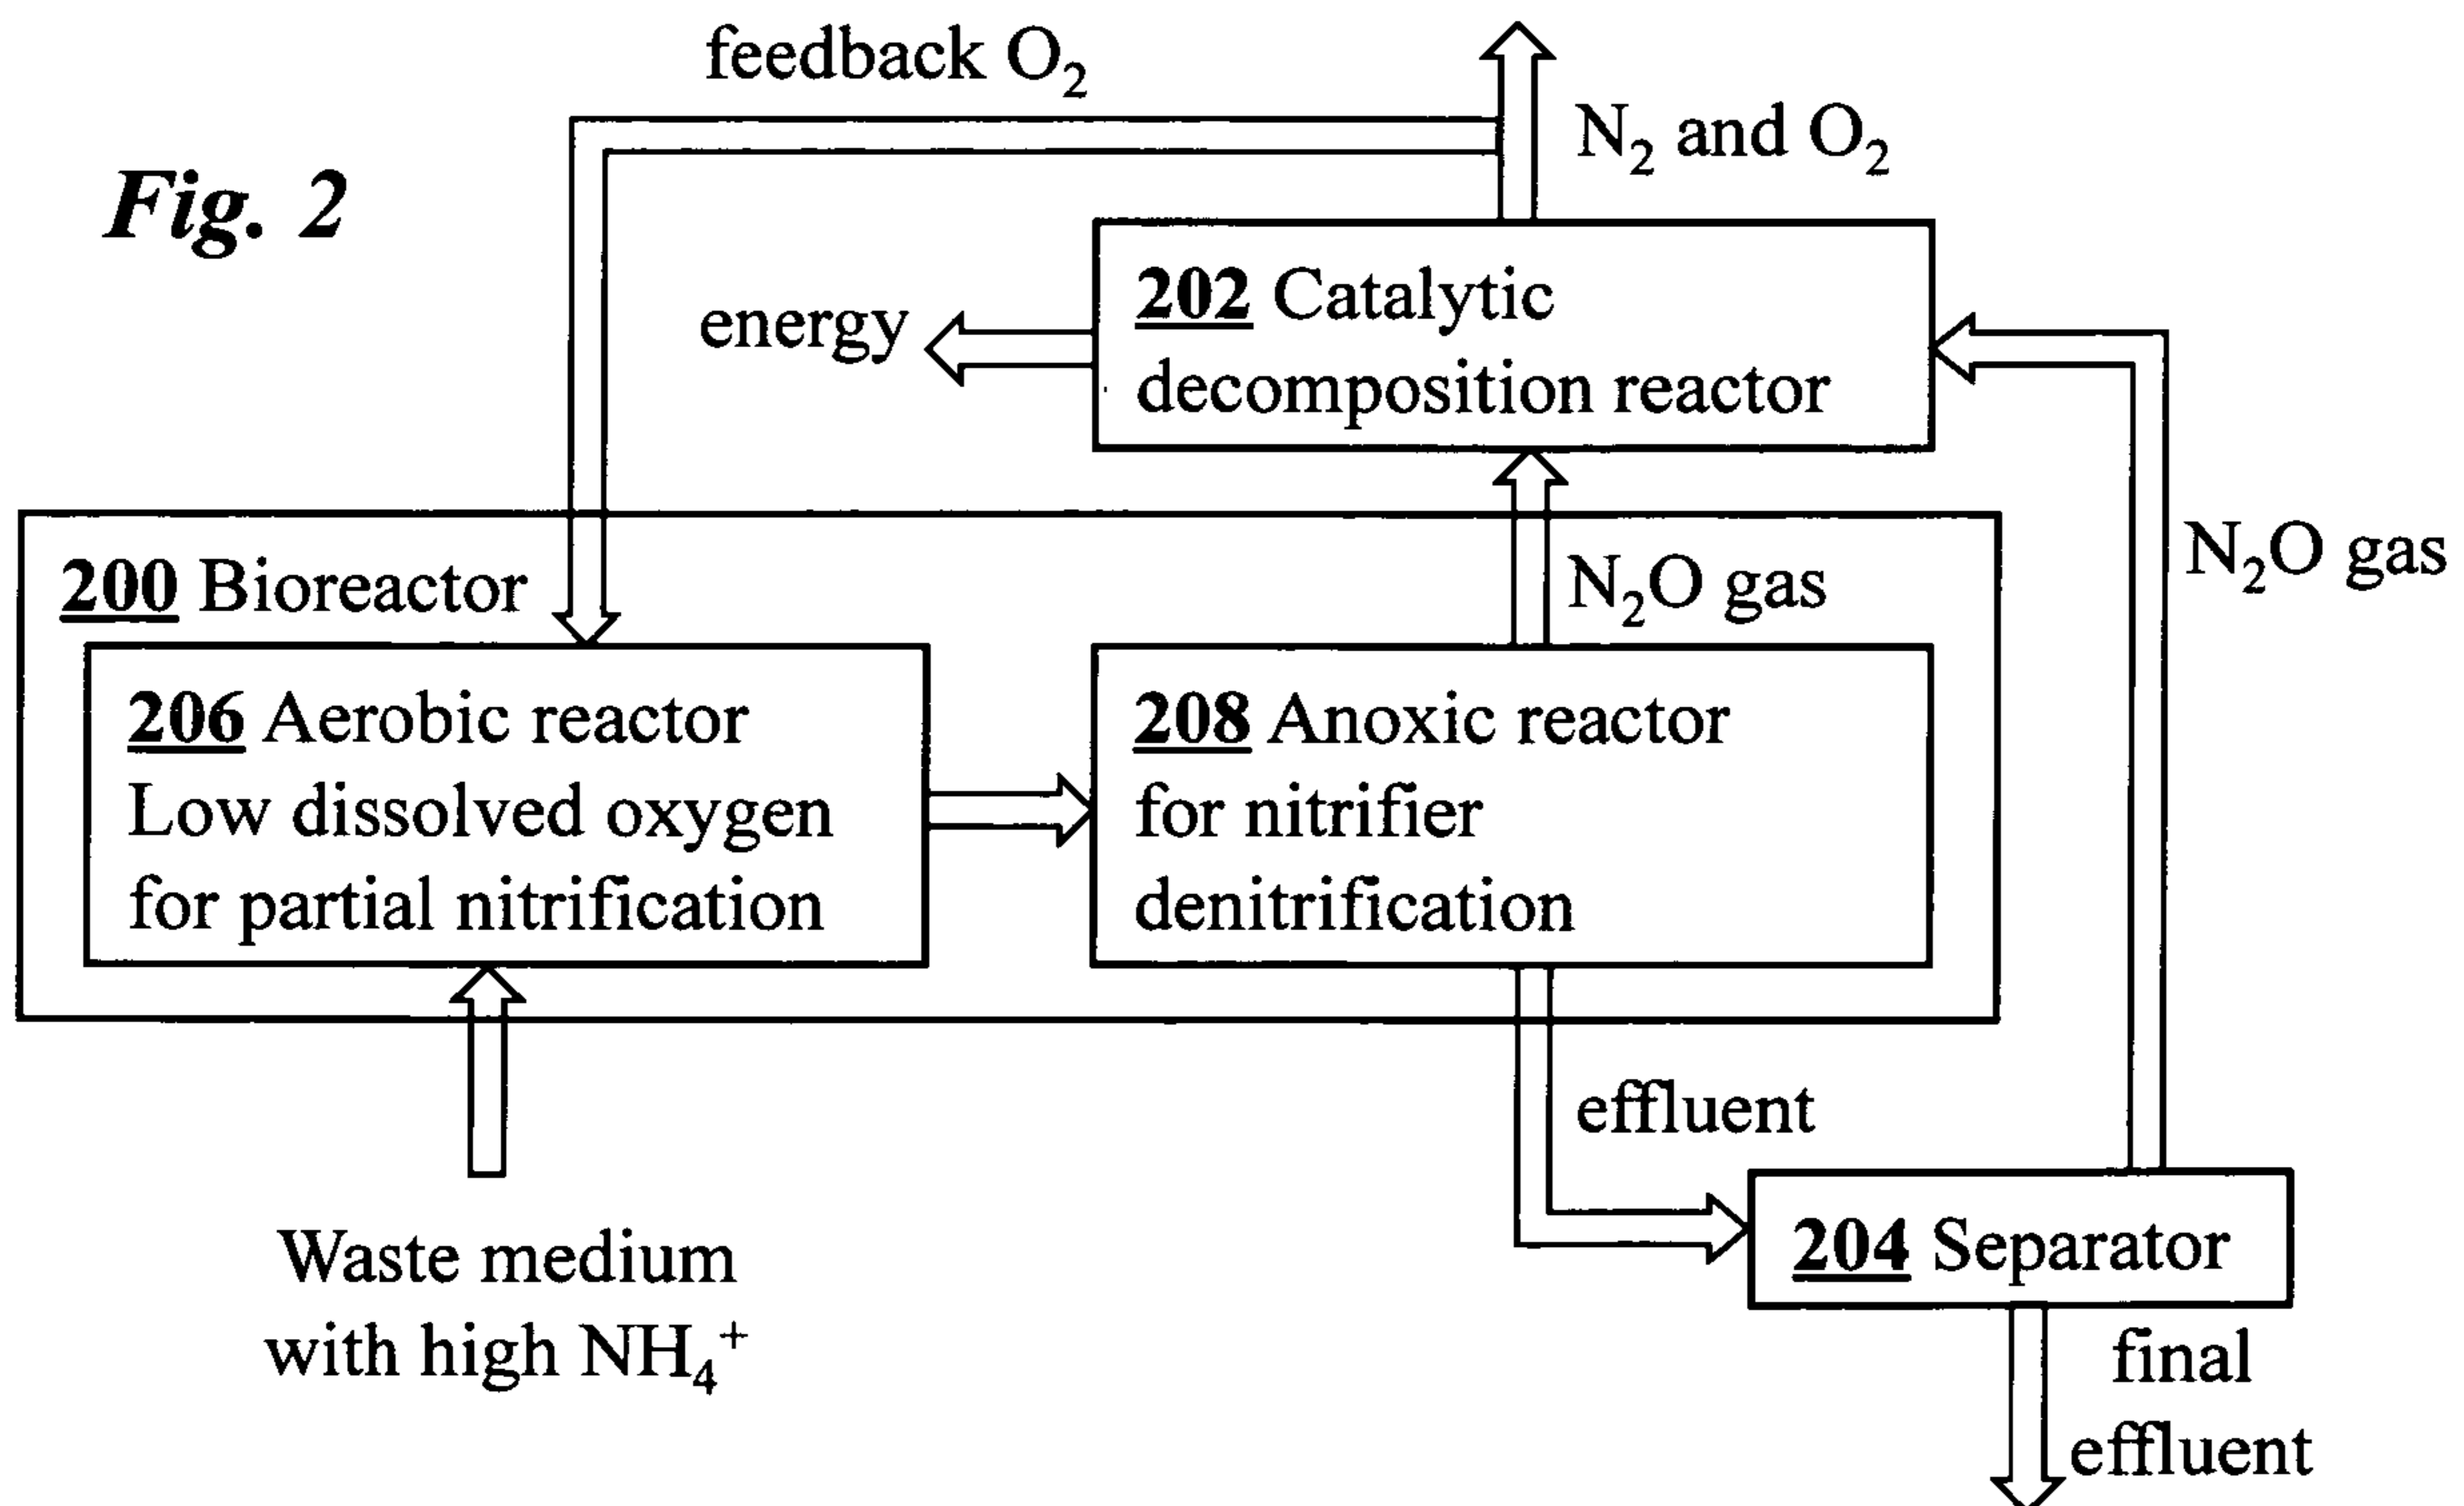 feedback O₂
N₂ and O₂
Fig. 2
202 Catalytic
decomposition reactor
energy
N₂O gas
200 Bioreactor
N₂O gas
206 Aerobic reactor
Low dissolved oxygen
for partial nitrification
208 Anoxic reactor
for nitrifier
denitrification
effluent
204 Separator
Waste medium
with high NH₄⁺
final
effluent